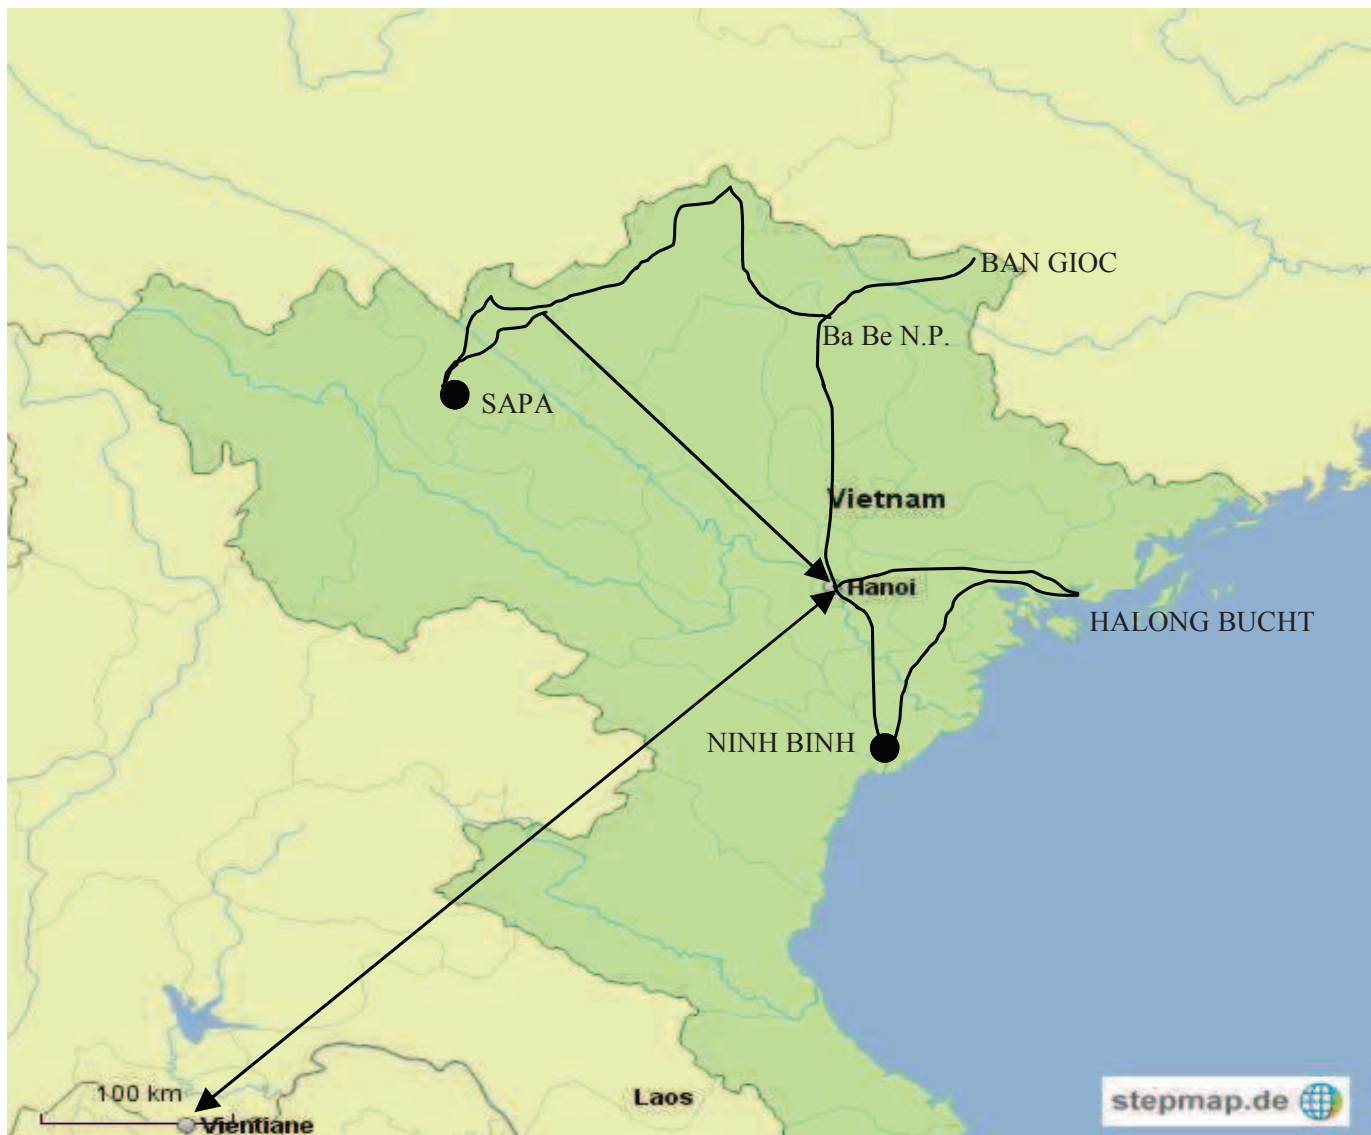 BAN GIOC
Ba Be N.P.
SAPA
Vietnam
Hanoi
HALONG BUCHT
NINH BINH
100 km
Laos
stepmap.de
Vientiane